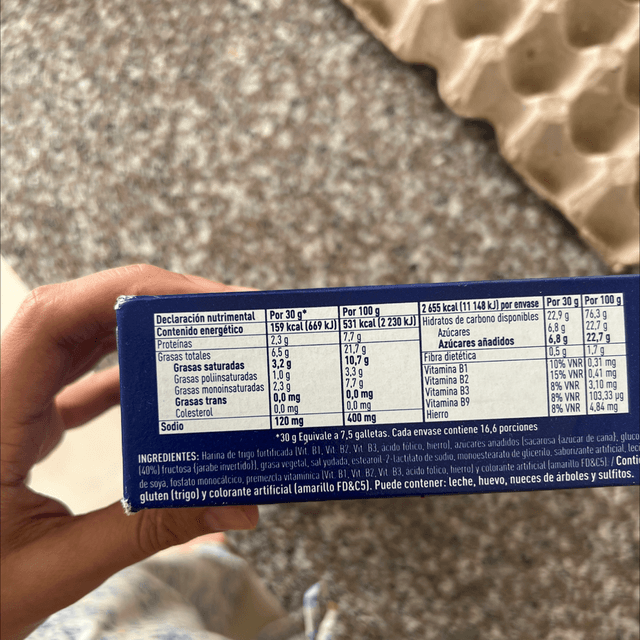 Declaración nutrimental Por 30 g* Por 100 g
Contenido energético 159 kcal (669 kJ) 531 kcal (2 230 kJ)
Proteínas 2,3 g 7,7 g
Grasas totales 6,5 g 21,7 g
Grasas saturadas 3,2 g 10,7 g
Grasas poliinsaturadas 1,0 g 3,3 g
Grasas monoinsaturadas 2,3 g 7,7 g
Grasas trans 0,0 mg 0,0 mg
Colesterol 0,0 mg 0,0 mg
Sodio 120 mg 400 mg
2 655 kcal (11 148 kJ) por envase Por 30 g Por 100 g
Hidratos de carbono disponibles 22,9 g 76,3 g
Azúcares 6,8 g 22,7 g
Azúcares añadidos 6,8 g 22,7 g
Fibra dietética 0,5 g 1,7 g
Vitamina B1 10% VNR 0,31 mg
Vitamina B2 15% VNR 0,41 mg
Vitamina B3 8% VNR 3,10 mg
Vitamina B9 8% VNR 103,33 µg
Hierro 8% VNR 4,84 mg
*30 g Equivale a 7,5 galletas. Cada envase contiene 16,6 porciones
INGREDIENTES: Harina de trigo fortificada (Vit. B1, Vit. B2, Vit. B3, ácido fólico, hierro), azúcares añadidos (sacarosa (azúcar de caña), gluco
(40%) fructosa (jarabe invertido)), grasa vegetal, sal yodada, estearoil-2-lactilato de sodio, monoestearato de glicerilo, saborizante artificial, leci
de soya, fosfato monocálcico, premezcla vitamínica (Vit. B1, Vit. B2, Vit. B3, ácido fólico, hierro) y colorante artificial (amarillo FD&C5). / Conti
gluten (trigo) y colorante artificial (amarillo FD&C5). Puede contener: leche, huevo, nueces de árboles y sulfitos.